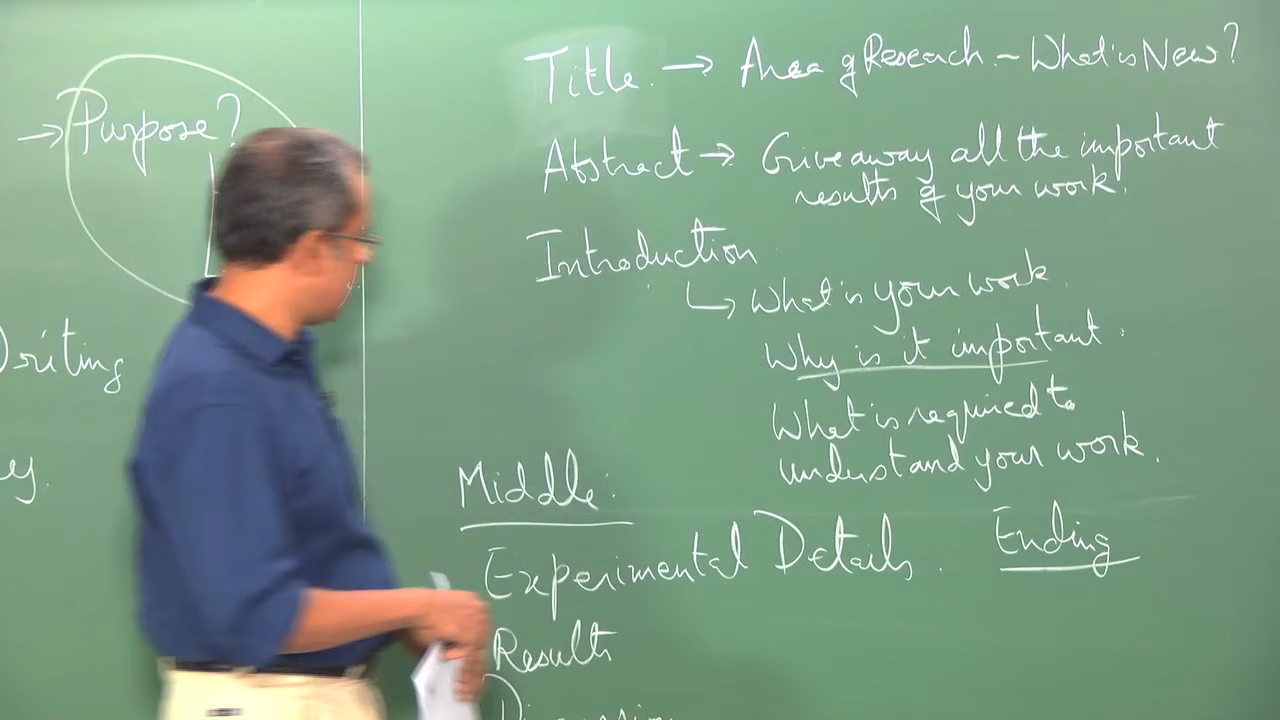 → Purpose?
Writing
y.
Title → Area of Research - What is New?
Abstract → Give away all the important
results of your work.
Introduction
↳ What is your work.
Why is it important.
What is required to
understand your work.
Middle:
Experimental Details.
Ending
Results
Discussion